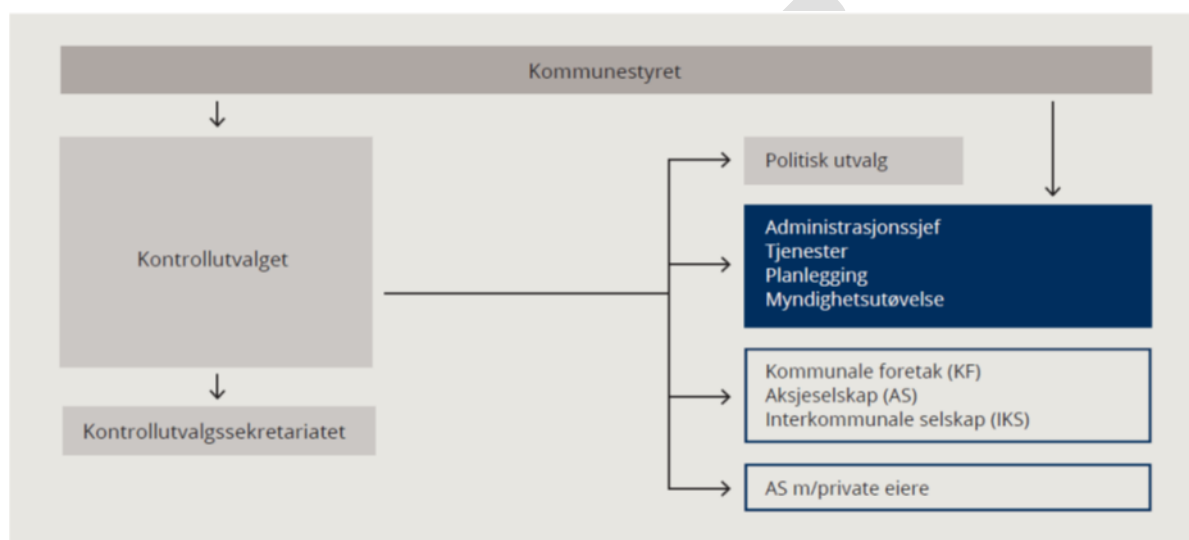 Kommunestyret
Kontrollutvalget
Kontrollutvalgssekretariatet
Politisk utvalg
Administrasjonssjef
Tjenester
Planlegging
Myndighetsutøvelse
Kommunale foretak (KF)
Aksjeselskap (AS)
Interkommunale selskap (IKS)
AS m/private eiere